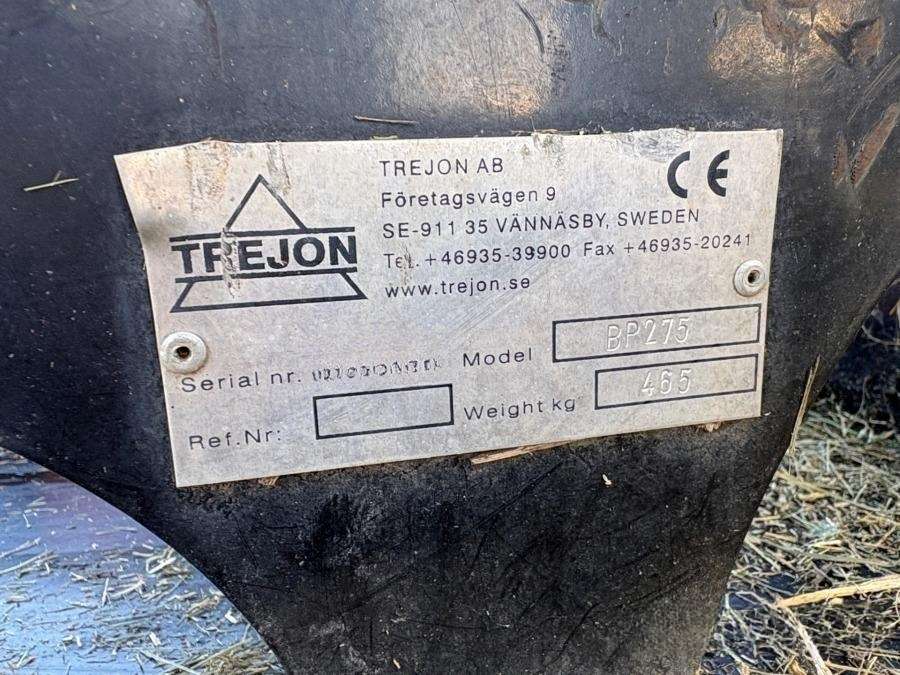 TREJON
TREJON AB
Företagsvägen 9
SE-911 35 VÄNNÄSBY, SWEDEN
Tel. +46935-39900 Fax +46935-20241
www.trejon.se
CE
Serial nr.
Model BP275
Ref.Nr:
Weight kg 465